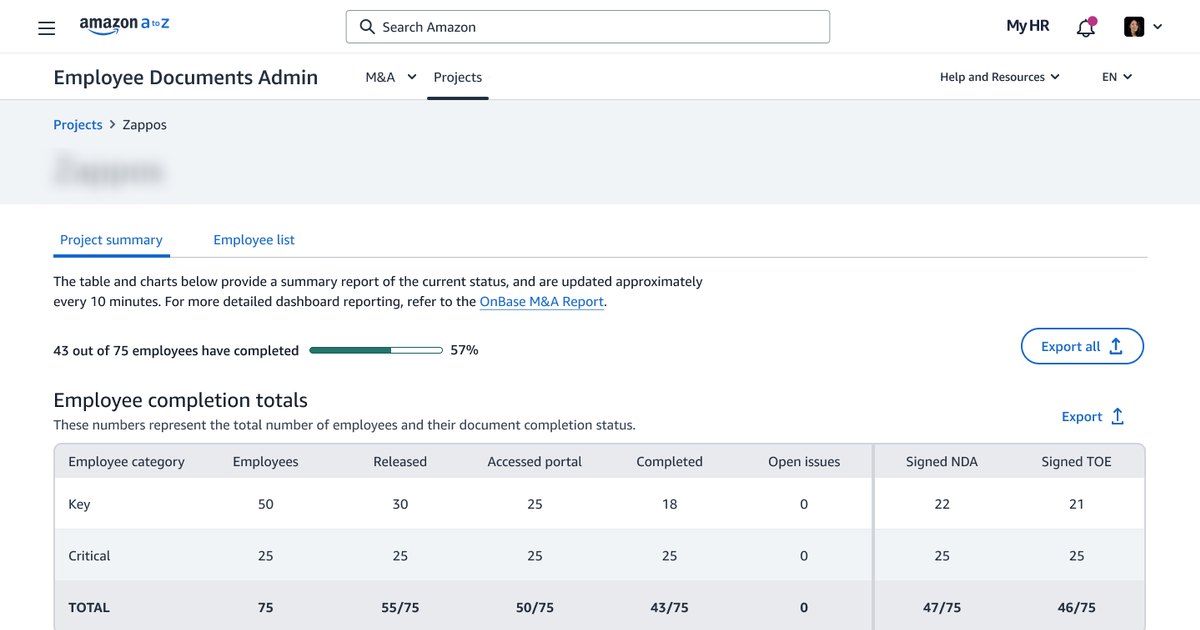 amazon atoz
Search Amazon
My HR
Employee Documents Admin
M&A
Projects
Help and Resources
EN
Projects > Zappos
Zappos
Project summary
Employee list
The table and charts below provide a summary report of the current status, and are updated approximately
every 10 minutes. For more detailed dashboard reporting, refer to the OnBase M&A Report.
43 out of 75 employees have completed 57%
Export all
Employee completion totals
These numbers represent the total number of employees and their document completion status.
Export
Employee category Employees Released Accessed portal Completed Open issues Signed NDA Signed TOE
Key 50 30 25 18 0 22 21
Critical 25 25 25 25 0 25 25
TOTAL 75 55/75 50/75 43/75 0 47/75 46/75